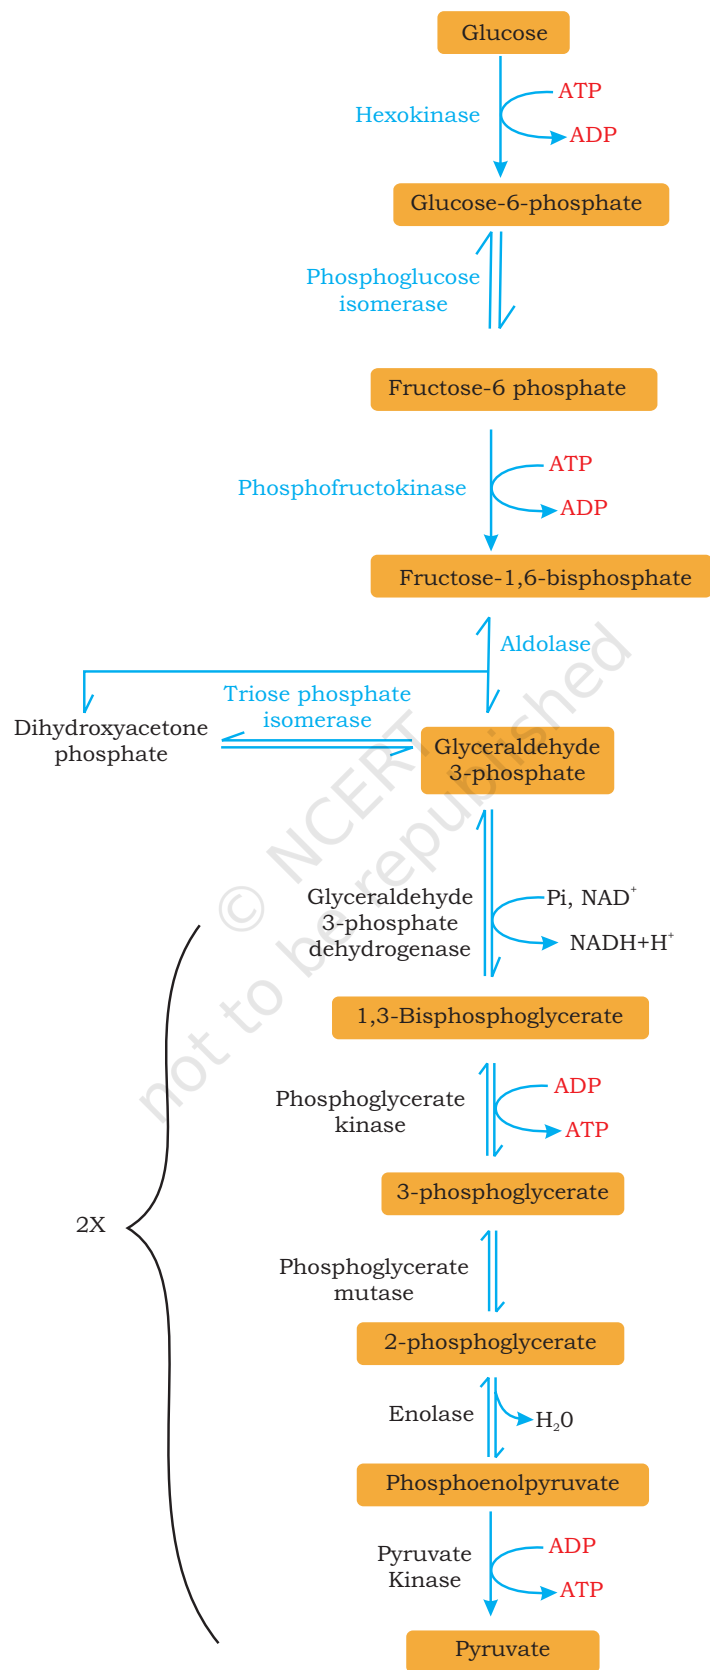 Glucose
ATP
Hexokinase
ADP
Glucose-6-phosphate
Phosphoglucose
isomerase
Fructose-6 phosphate
ATP
Phosphofructokinase
ADP
Fructose-1,6-bisphosphate
Aldolase
Triose phosphate
isomerase
Dihydroxyacetone
phosphate
Glyceraldehyde
3-phosphate
© NCERT
not to be republished
Glyceraldehyde
3-phosphate
dehydrogenase
Pi, NAD⁺
NADH+H⁺
1,3-Bisphosphoglycerate
Phosphoglycerate
kinase
ADP
ATP
3-phosphoglycerate
2X
Phosphoglycerate
mutase
2-phosphoglycerate
Enolase
H₂0
Phosphoenolpyruvate
Pyruvate
Kinase
ADP
ATP
Pyruvate